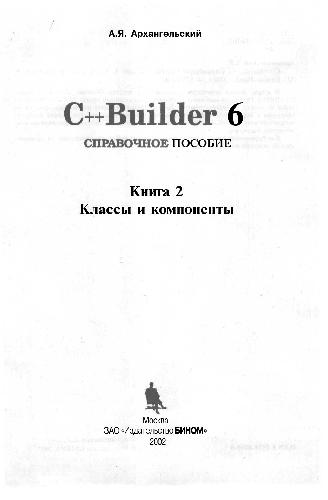 А.Я. Архангельский
C++Builder 6
СПРАВОЧНОЕ ПОСОБИЕ
Книга 2
Классы и компоненты
Москва
ЗАО «Издательство БИНОМ»
2002